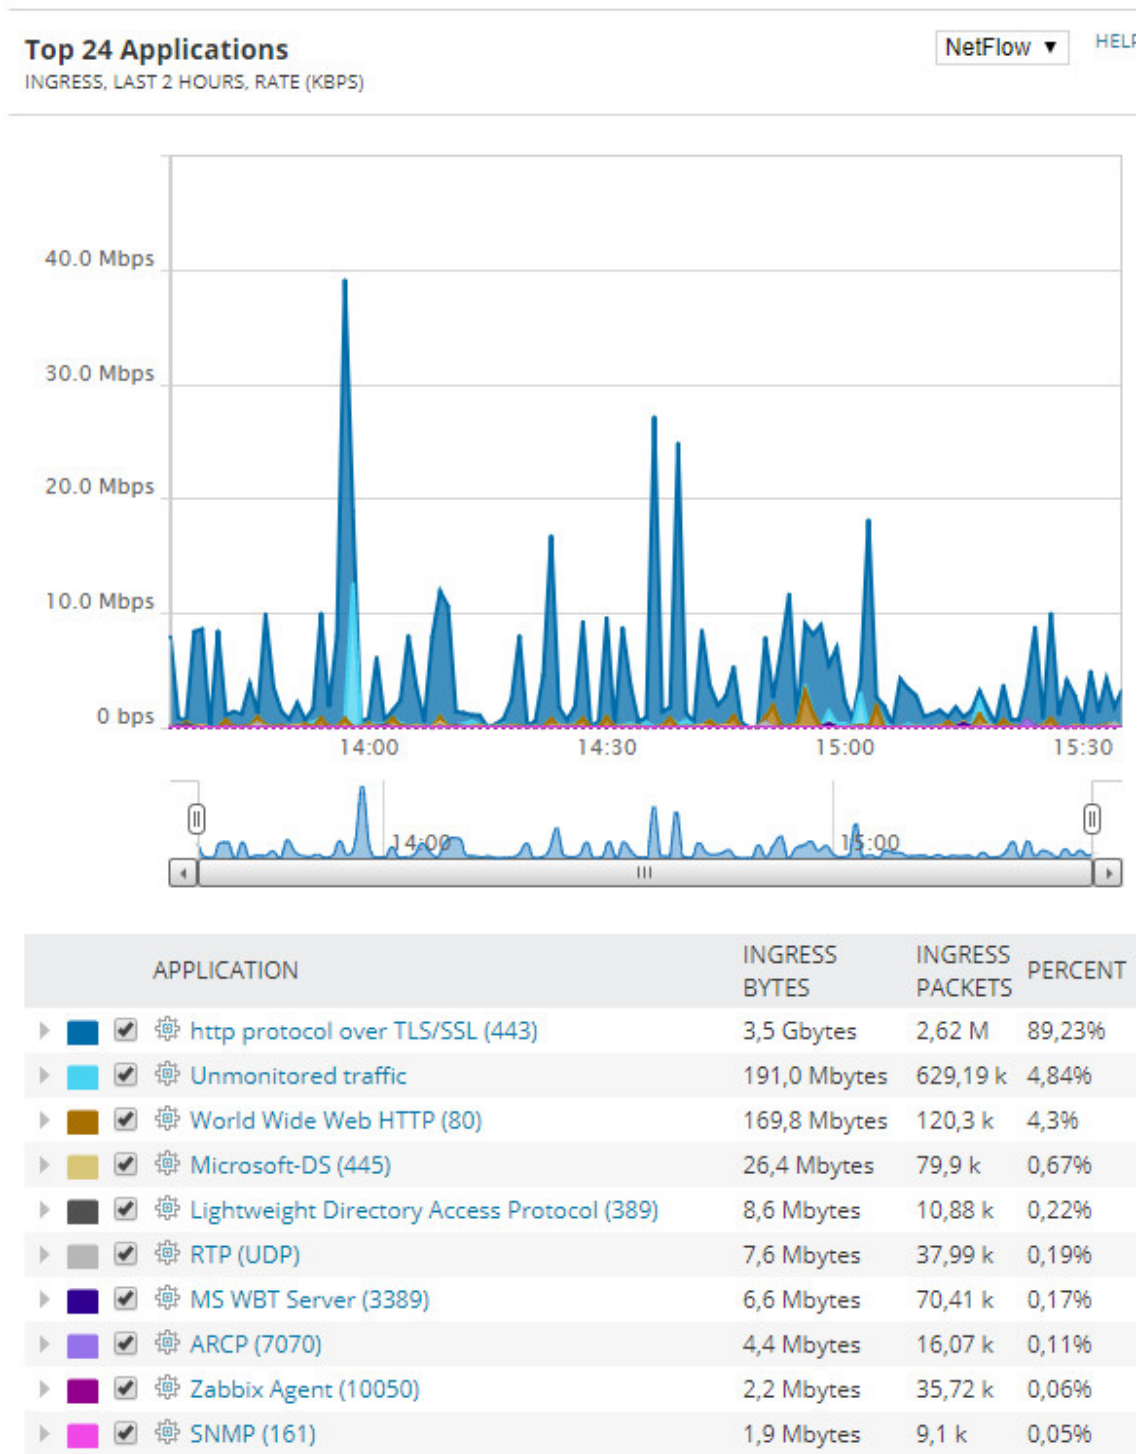 Top 24 Applications
NetFlow ▼
HELP
INGRESS, LAST 2 HOURS, RATE (KBPS)
40.0 Mbps
30.0 Mbps
20.0 Mbps
10.0 Mbps
0 bps
14:00 14:30 15:00 15:30
14:00 15:00
APPLICATION INGRESS BYTES INGRESS PACKETS PERCENT
http protocol over TLS/SSL (443) 3,5 Gbytes 2,62 M 89,23%
Unmonitored traffic 191,0 Mbytes 629,19 k 4,84%
World Wide Web HTTP (80) 169,8 Mbytes 120,3 k 4,3%
Microsoft-DS (445) 26,4 Mbytes 79,9 k 0,67%
Lightweight Directory Access Protocol (389) 8,6 Mbytes 10,88 k 0,22%
RTP (UDP) 7,6 Mbytes 37,99 k 0,19%
MS WBT Server (3389) 6,6 Mbytes 70,41 k 0,17%
ARCP (7070) 4,4 Mbytes 16,07 k 0,11%
Zabbix Agent (10050) 2,2 Mbytes 35,72 k 0,06%
SNMP (161) 1,9 Mbytes 9,1 k 0,05%